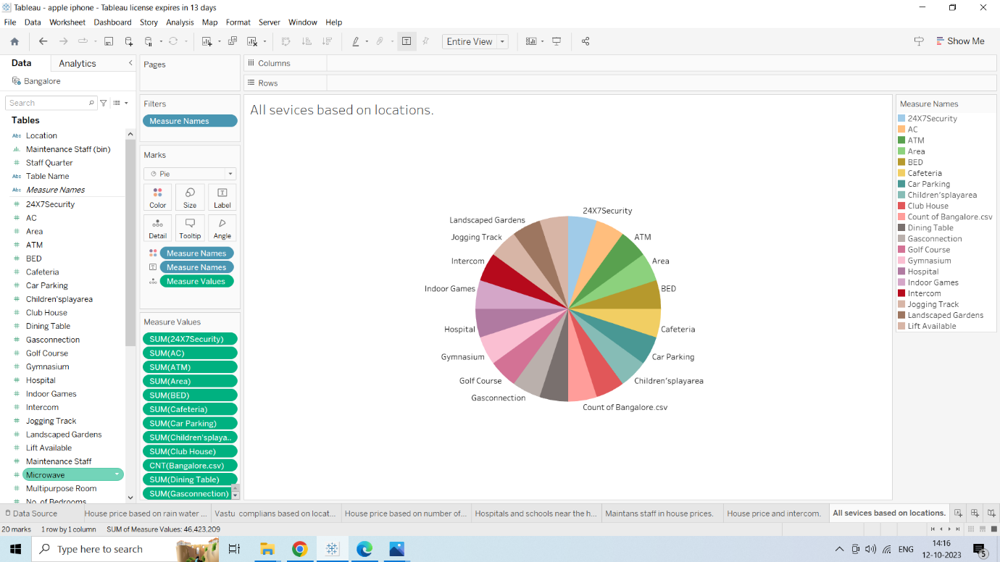 Tableau - apple iphone - Tableau license expires in 13 days
File Data Worksheet Dashboard Story Analysis Map Format Server Window Help
Entire View
Show Me
Data Analytics
Bangalore
Search
Tables
Abc Location
Maintenance Staff (bin)
# Staff Quarter
Abc Table Name
Abc Measure Names
# 24X7Security
# AC
# Area
# ATM
# BED
# Cafeteria
# Car Parking
# Children'splayarea
# Club House
# Dining Table
# Gasconnection
# Golf Course
# Gymnasium
# Hospital
# Indoor Games
# Intercom
# Jogging Track
# Landscaped Gardens
# Lift Available
# Maintenance Staff
# Microwave
# Multipurpose Room
# No. of Bedrooms
Pages
Filters
Measure Names
Marks
Pie
Color Size Label
Detail Tooltip Angle
Measure Names
Measure Names
Measure Values
Measure Values
SUM(24X7Security)
SUM(AC)
SUM(ATM)
SUM(Area)
SUM(BED)
SUM(Cafeteria)
SUM(Car Parking)
SUM(Children'splaya..
SUM(Club House)
CNT(Bangalore.csv)
SUM(Dining Table)
SUM(Gasconnection)
Columns
Rows
All sevices based on locations.
24X7Security
ATM
Area
BED
Cafeteria
Car Parking
Children'splayarea
Count of Bangalore.csv
Gasconnection
Golf Course
Gymnasium
Hospital
Indoor Games
Intercom
Jogging Track
Landscaped Gardens
Measure Names
24X7Security
AC
ATM
Area
BED
Cafeteria
Car Parking
Children'splayarea
Club House
Count of Bangalore.csv
Dining Table
Gasconnection
Golf Course
Gymnasium
Hospital
Indoor Games
Intercom
Jogging Track
Landscaped Gardens
Lift Available
Data Source House price based on rain water ... Vastu complians based on locat... House price based on number of... Hospitals and schools near the h... Maintans staff in house prices. House price and intercom. All sevices based on locations.
20 marks 1 row by 1 column SUM of Measure Values: 46,423,209
Type here to search
ENG
14:16
12-10-2023
5